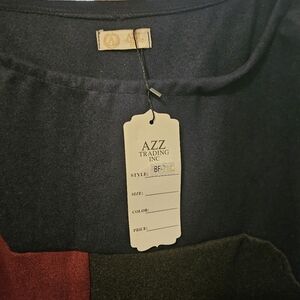 AZZ
TRADING
INC
STYLE:
SIZE:
COLOR:
PRICE: